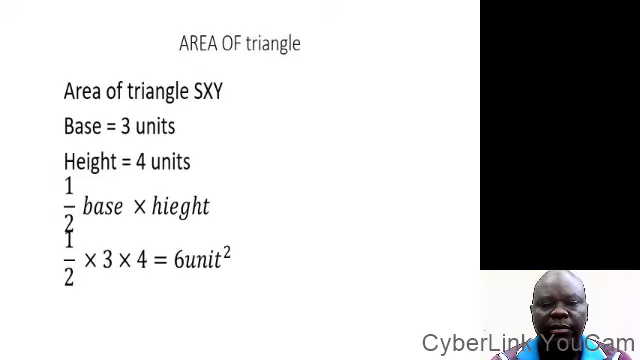 AREA OF triangle
Area of triangle SXY
Base = 3 units
Height = 4 units
1/2 base × hieght
1/2 × 3 × 4 = 6unit²
CyberLink YouCam